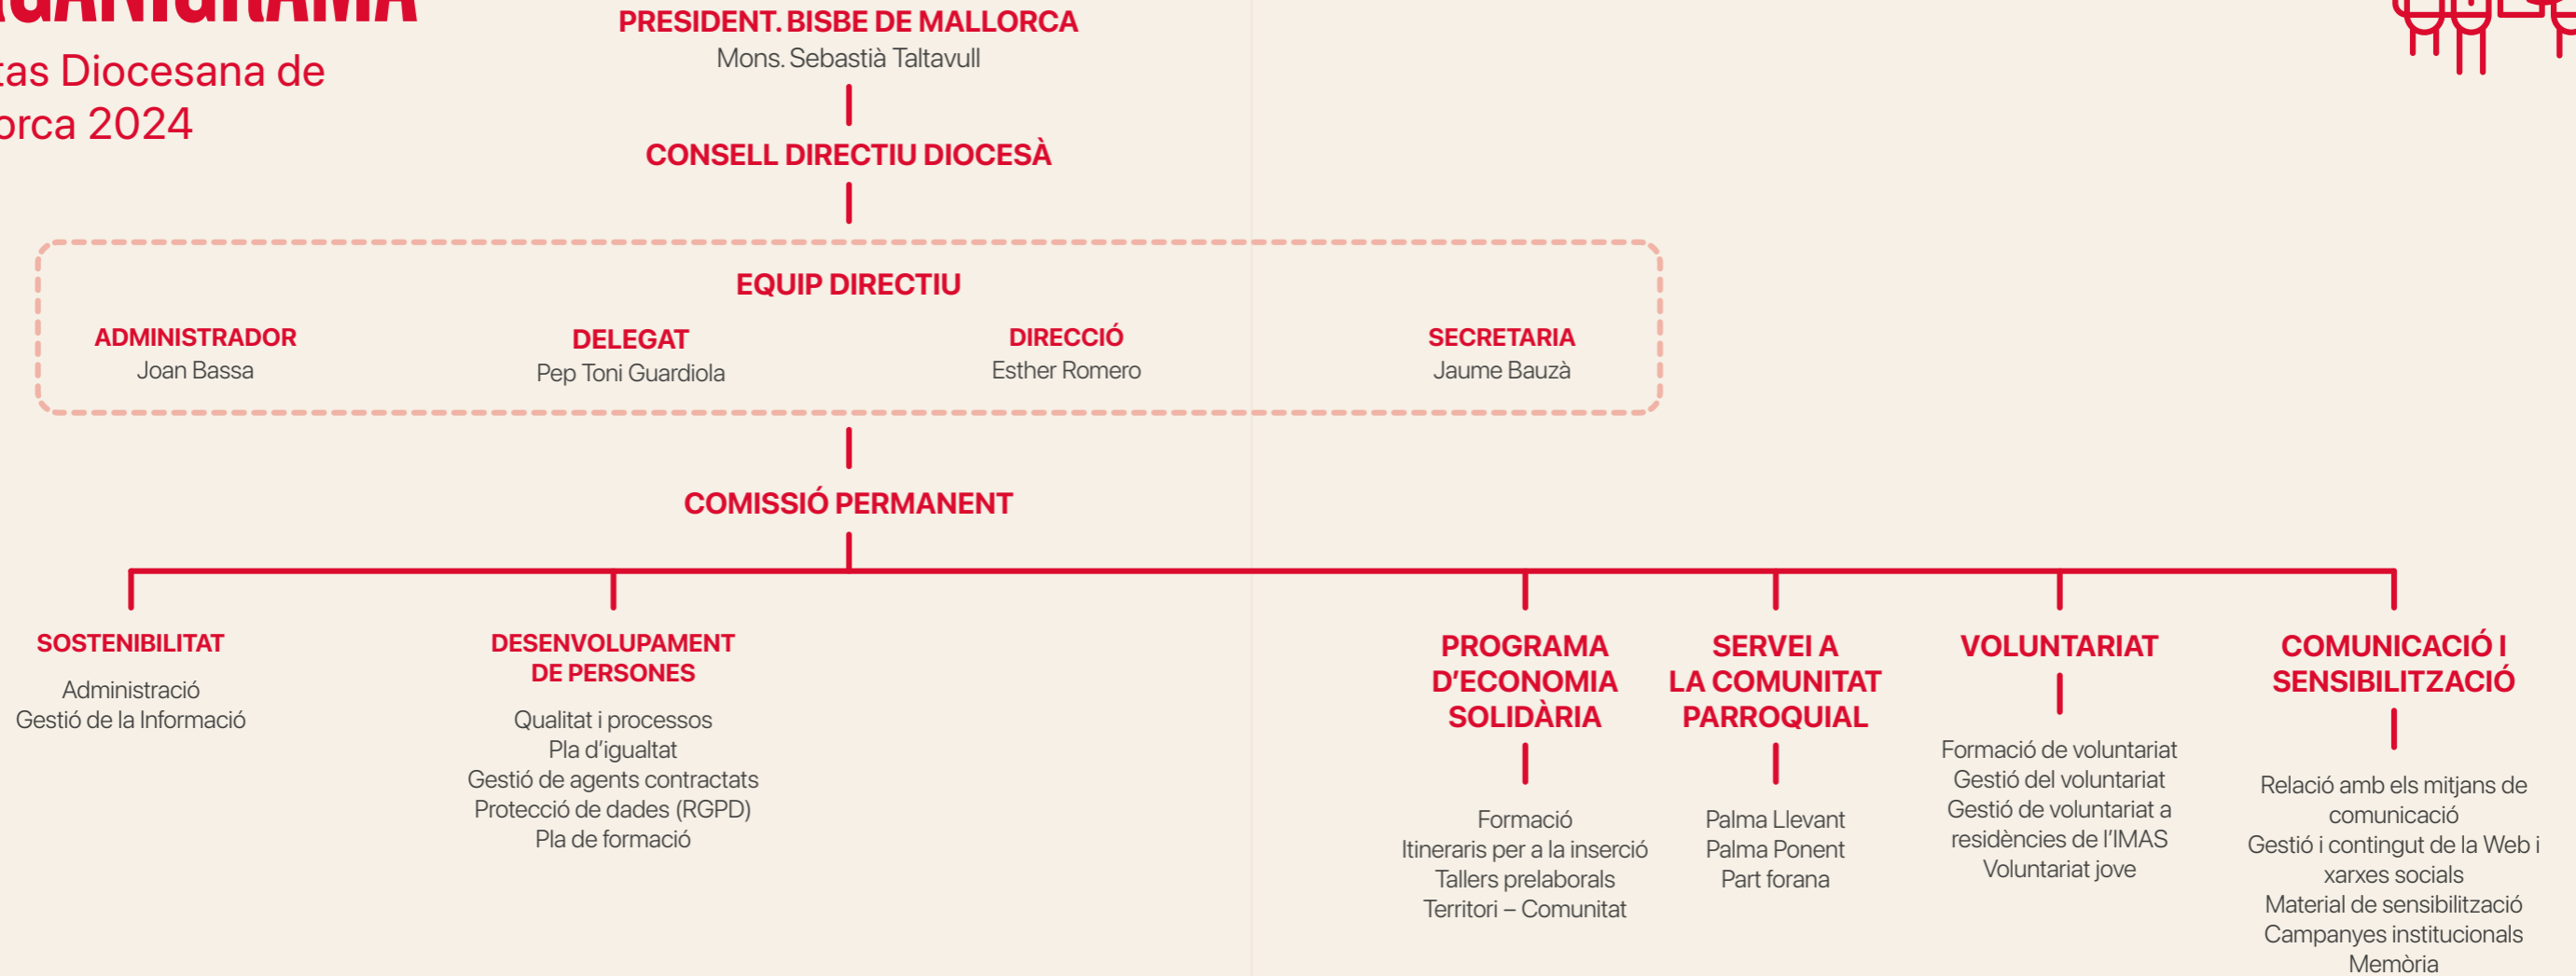 tas Diocesana de
orca 2024
PRESIDENT. BISBE DE MALLORCA
Mons. Sebastià Taltavull
CONSELL DIRECTIU DIOCESÀ
EQUIP DIRECTIU
ADMINISTRADOR
Joan Bassa
DELEGAT
Pep Toni Guardiola
DIRECCIÓ
Esther Romero
SECRETARIA
Jaume Bauzà
COMISSIÓ PERMANENT
SOSTENIBILITAT
Administració
Gestió de la Informació
DESENVOLUPAMENT
DE PERSONES
Qualitat i processos
Pla d’igualtat
Gestió de agents contractats
Protecció de dades (RGPD)
Pla de formació
PROGRAMA
D’ECONOMIA
SOLIDÀRIA
Formació
Itineraris per a la inserció
Tallers prelaborals
Territori – Comunitat
SERVEI A
LA COMUNITAT
PARROQUIAL
Palma Llevant
Palma Ponent
Part forana
VOLUNTARIAT
Formació de voluntariat
Gestió del voluntariat
Gestió de voluntariat a
residències de l’IMAS
Voluntariat jove
COMUNICACIÓ I
SENSIBILITZACIÓ
Relació amb els mitjans de
comunicació
Gestió i contingut de la Web i
xarxes socials
Material de sensibilització
Campanyes institucionals
Memòria